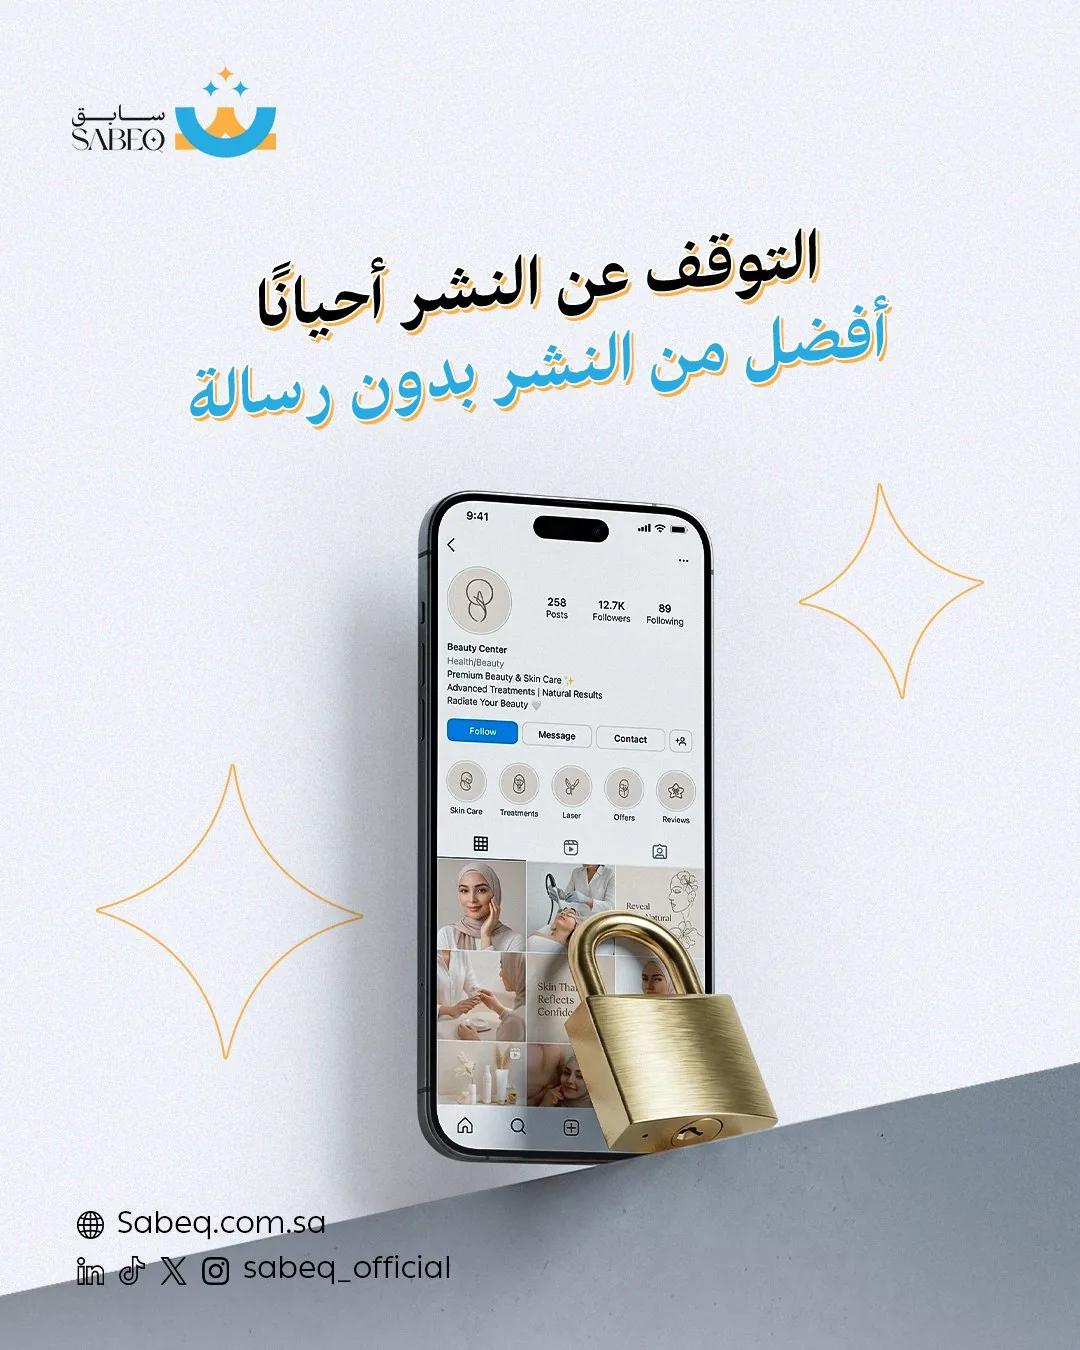 سابق
SABEQ
التوقف عن النشر أحيانًا
أفضل من النشر بدون رسالة
9:41
258
Posts
12.7K
Followers
89
Following
Beauty Center
Health/Beauty
Premium Beauty & Skin Care ✨
Advanced Treatments | Natural Results
Radiate Your Beauty 🤍
Follow
Message
Contact
Skin Care
Treatments
Laser
Offers
Reviews
Reveal
Natural
Skin
Reflects
Sabeq.com.sa
sabeq_official